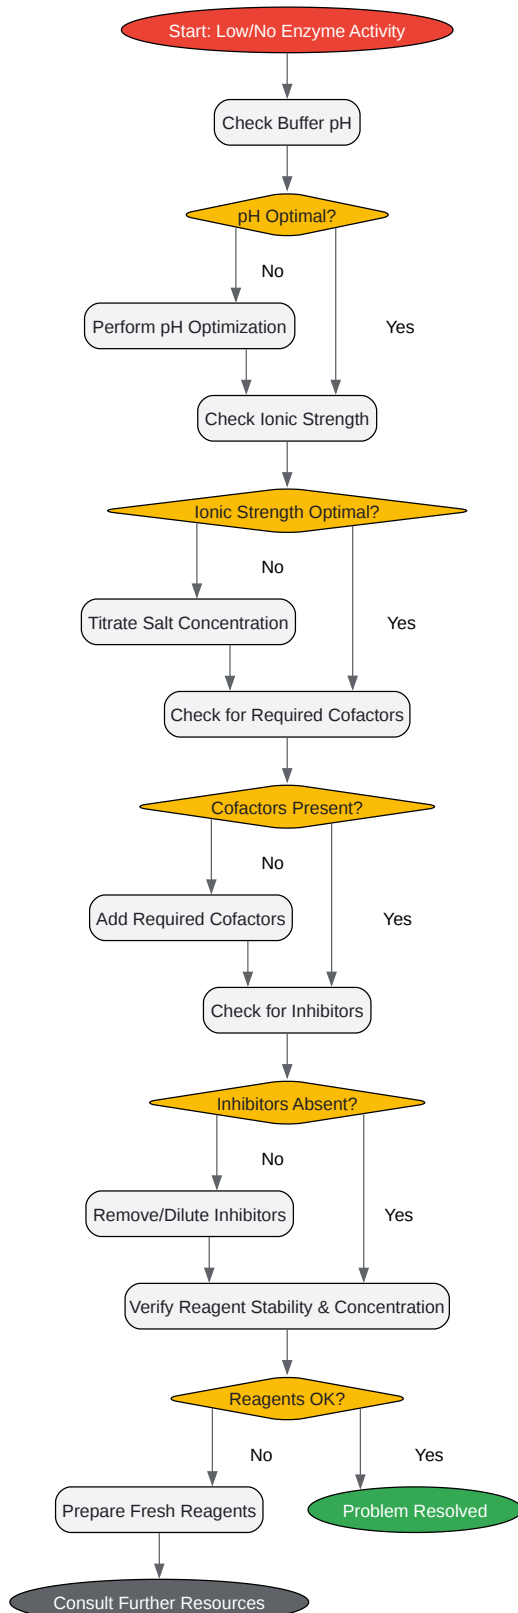 Start: Low/No Enzyme Activity
Check Buffer pH
pH Optimal?
No
Perform pH Optimization
Yes
Check Ionic Strength
Ionic Strength Optimal?
No
Titrate Salt Concentration
Yes
Check for Required Cofactors
Cofactors Present?
No
Add Required Cofactors
Yes
Check for Inhibitors
Inhibitors Absent?
No
Remove/Dilute Inhibitors
Yes
Verify Reagent Stability & Concentration
Reagents OK?
No
Yes
Prepare Fresh Reagents
Problem Resolved
Consult Further Resources